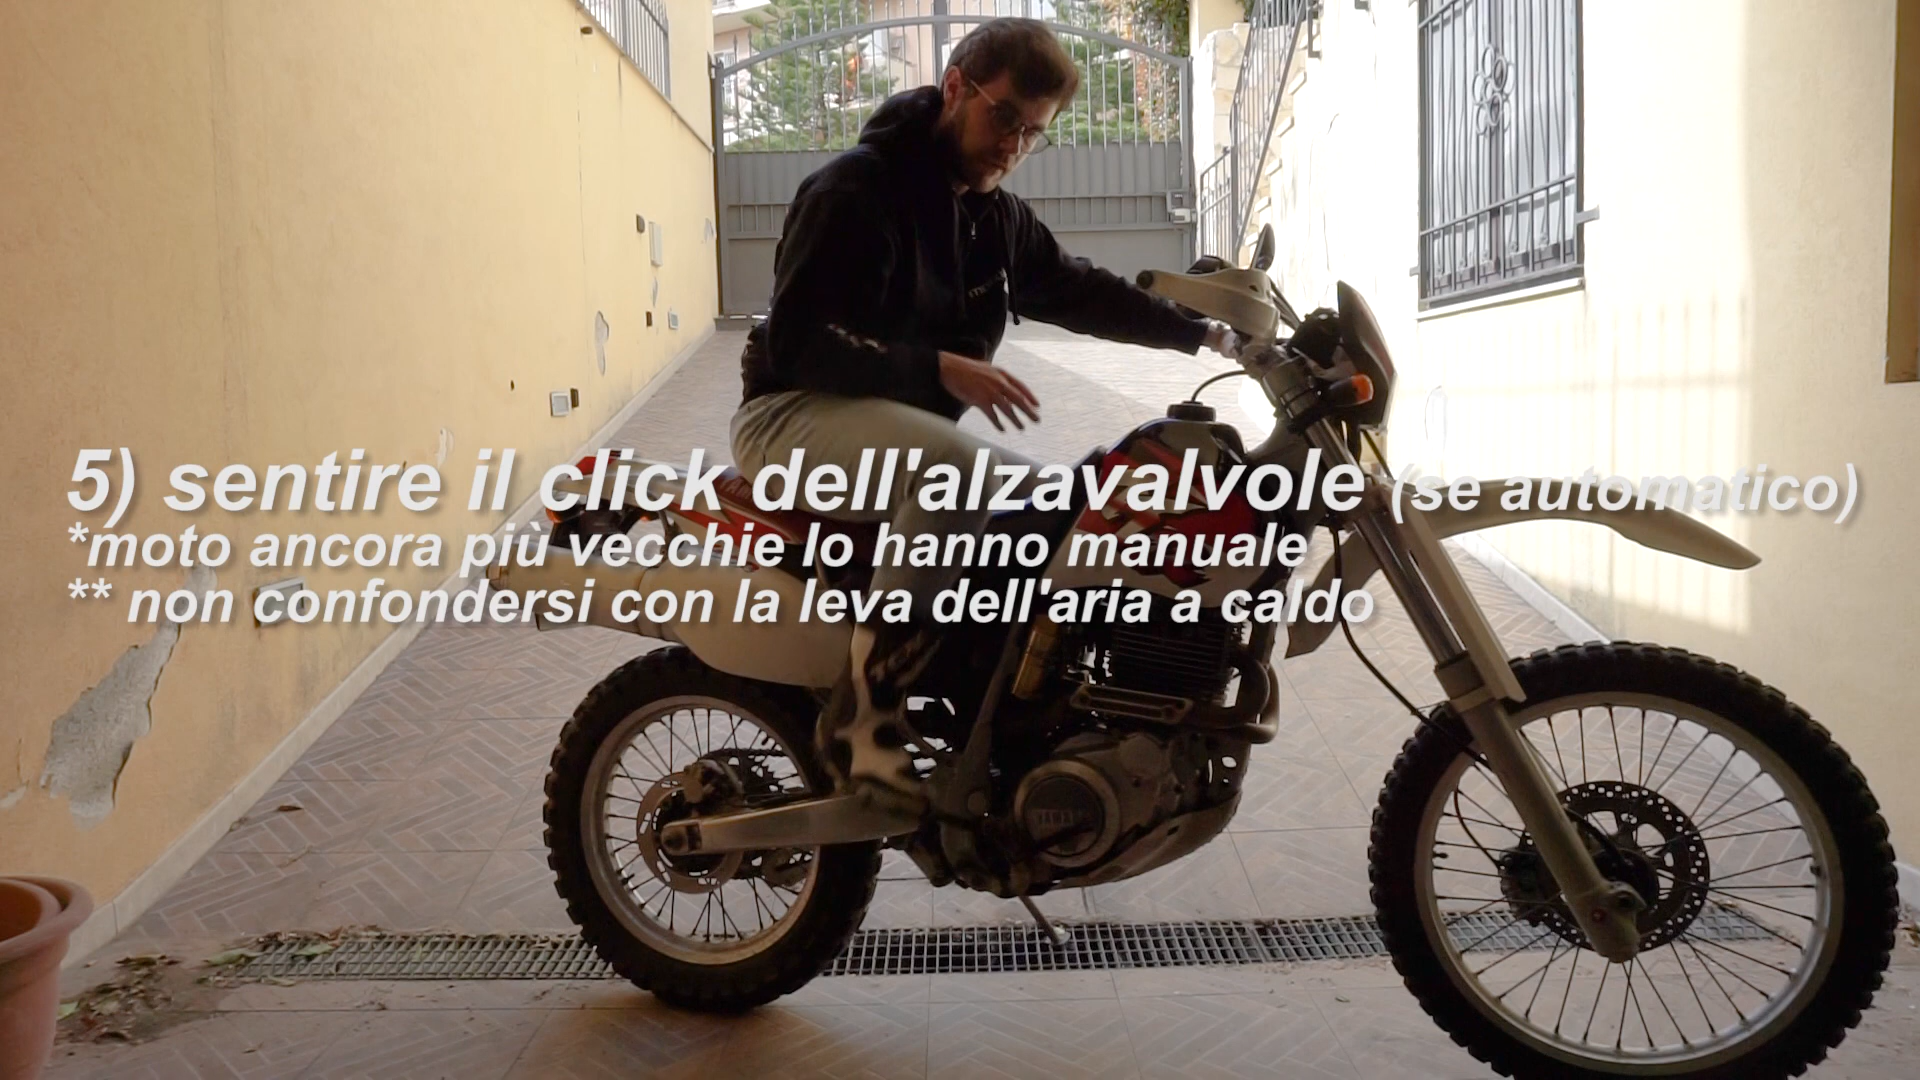 5) sentire il click dell'alzavalvole (se automatico)
*moto ancora più vecchie lo hanno manuale
** non confondersi con la leva dell'aria a caldo
YAMAHA